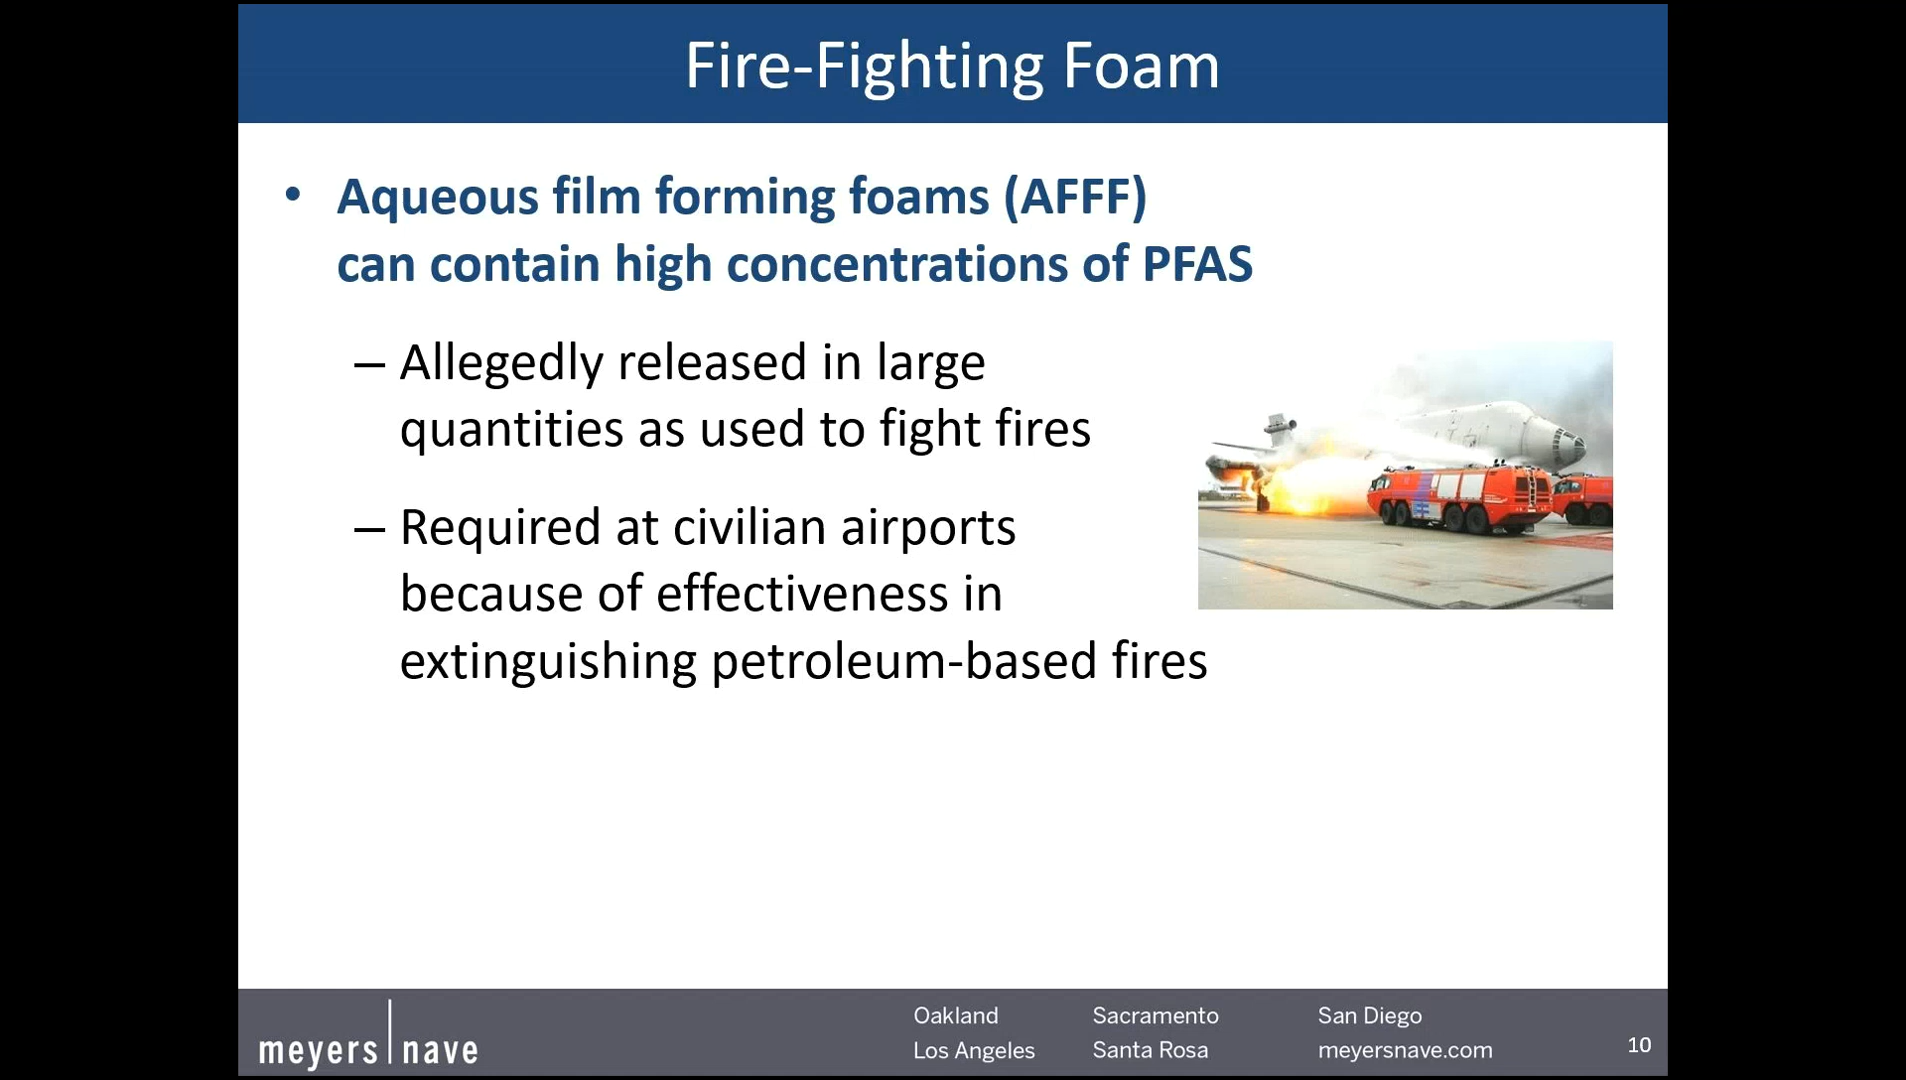 Fire-Fighting Foam
• Aqueous film forming foams (AFFF)
can contain high concentrations of PFAS
– Allegedly released in large
quantities as used to fight fires
– Required at civilian airports
because of effectiveness in
extinguishing petroleum-based fires
meyers nave
Oakland
Los Angeles
Sacramento
Santa Rosa
San Diego
meyersnave.com
10